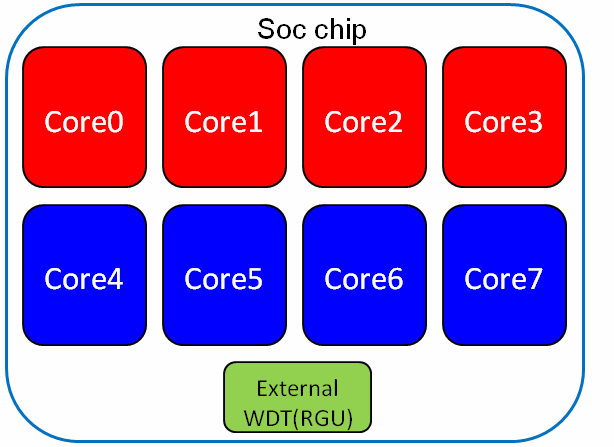 Soc chip
Core0 Core1 Core2 Core3
Core4 Core5 Core6 Core7
External
WDT(RGU)